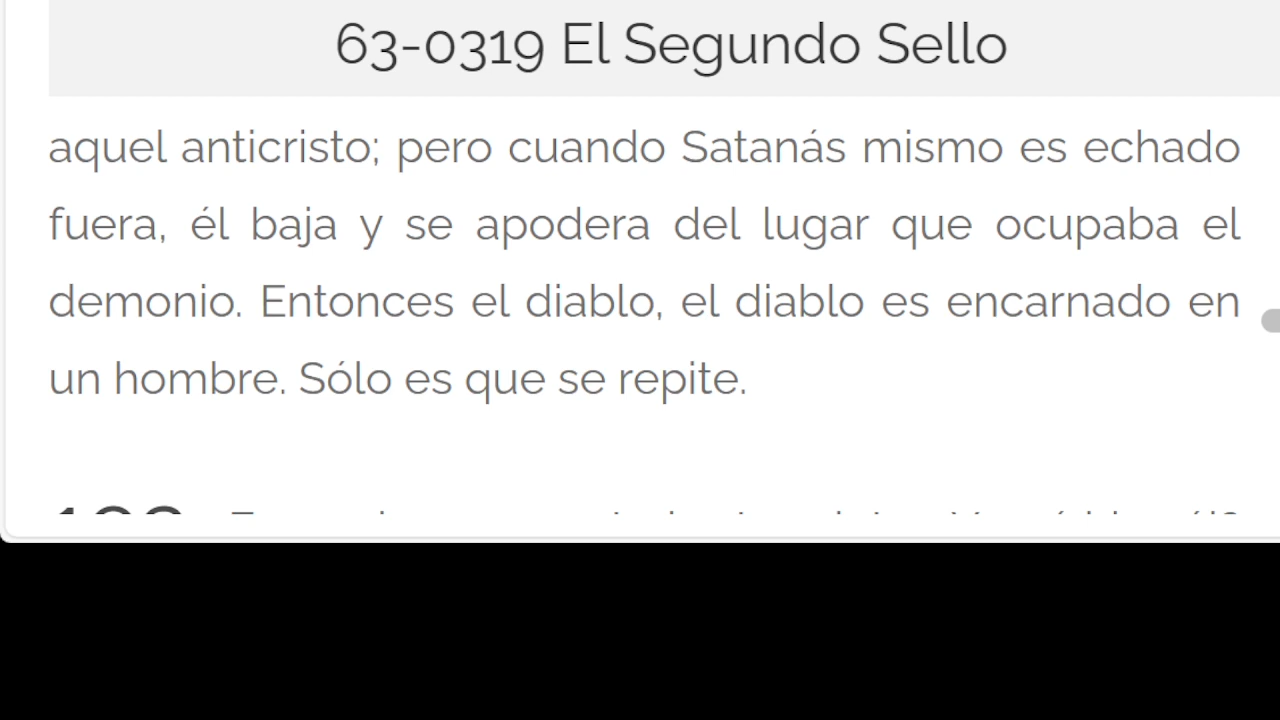 63-0319 El Segundo Sello
aquel anticristo; pero cuando Satanás mismo es echado
fuera, él baja y se apodera del lugar que ocupaba el
demonio. Entonces el diablo, el diablo es encarnado en
un hombre. Sólo es que se repite.